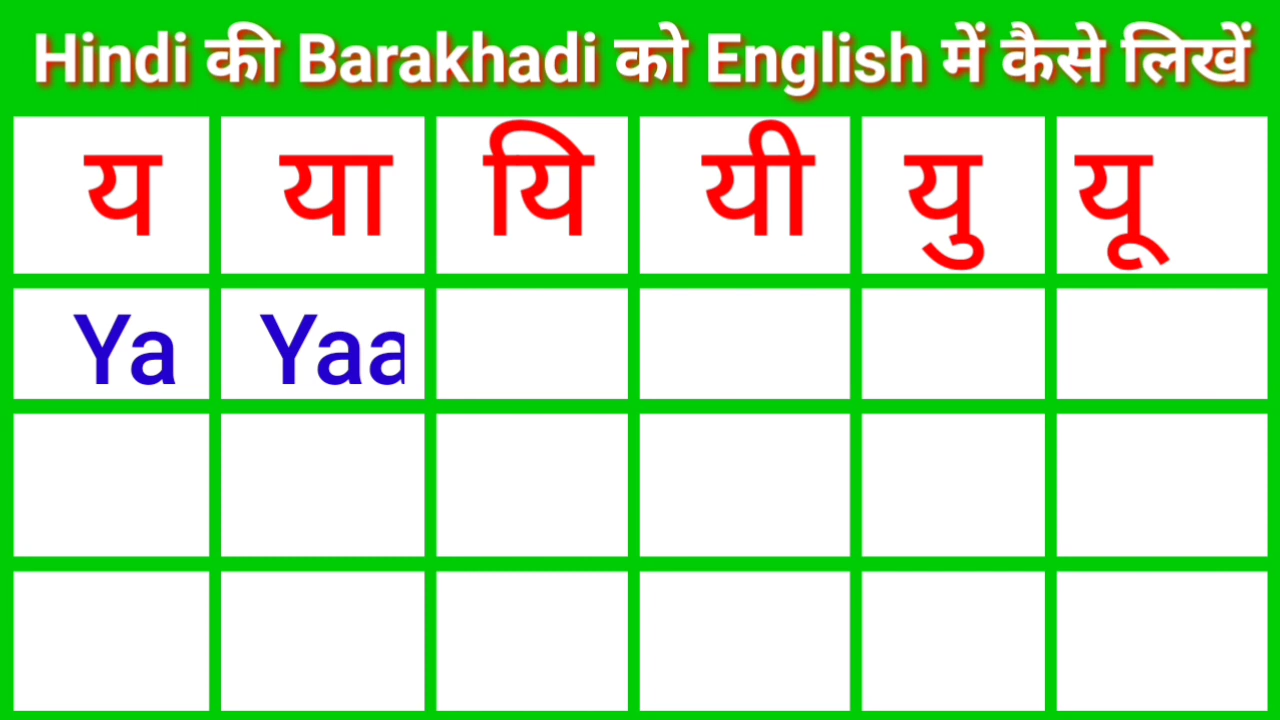 Hindi की Barakhadi को English में कैसे लिखें
य या यि यी यु यू
Ya Yaa